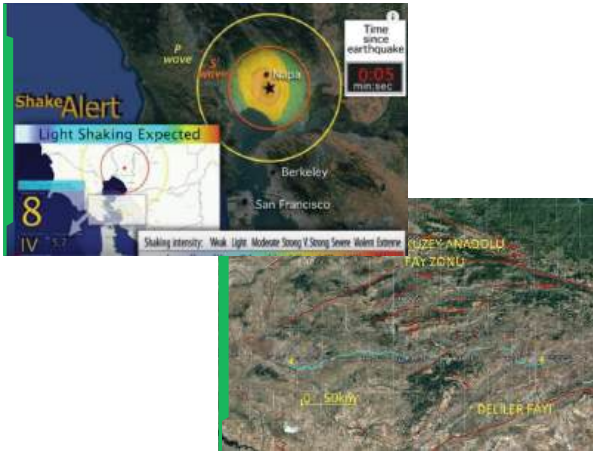 Time
since
earthquake
0:05
min:sec
P
wave
S
wave
Napa
ShakeAlert
Light Shaking Expected
Berkeley
San Francisco
8
IV
5.7
Shaking intensity: Weak Light Moderate Strong V.Strong Severe Violent Extreme
KUZEY ANADOLU
FAY ZONU
0 50km
DELİLER FAYI